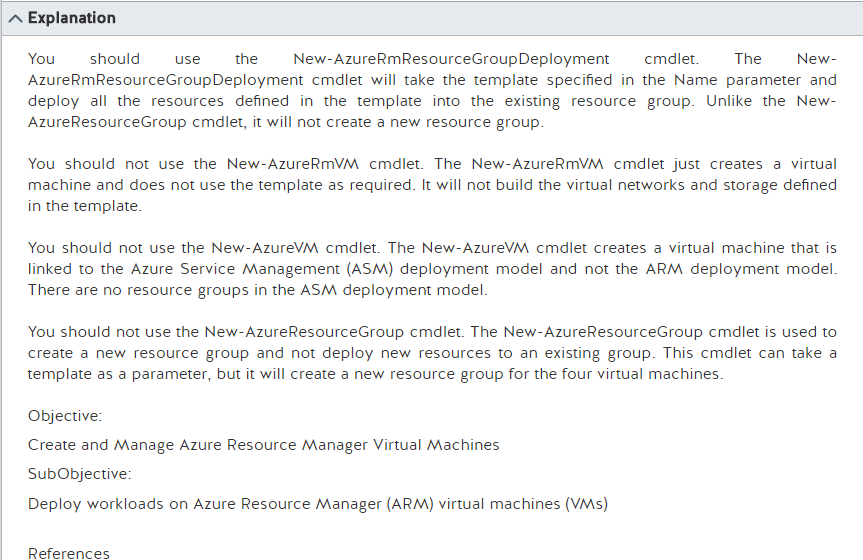 Explanation
You should use the New-AzureRmResourceGroupDeployment cmdlet. The New-
AzureRmResourceGroupDeployment cmdlet will take the template specified in the Name parameter and
deploy all the resources defined in the template into the existing resource group. Unlike the New-
AzureResourceGroup cmdlet, it will not create a new resource group.
You should not use the New-AzureRmVM cmdlet. The New-AzureRmVM cmdlet just creates a virtual
machine and does not use the template as required. It will not build the virtual networks and storage defined
in the template.
You should not use the New-AzureVM cmdlet. The New-AzureVM cmdlet creates a virtual machine that is
linked to the Azure Service Management (ASM) deployment model and not the ARM deployment model.
There are no resource groups in the ASM deployment model.
You should not use the New-AzureResourceGroup cmdlet. The New-AzureResourceGroup cmdlet is used to
create a new resource group and not deploy new resources to an existing group. This cmdlet can take a
template as a parameter, but it will create a new resource group for the four virtual machines.
Objective:
Create and Manage Azure Resource Manager Virtual Machines
SubObjective:
Deploy workloads on Azure Resource Manager (ARM) virtual machines (VMs)
References